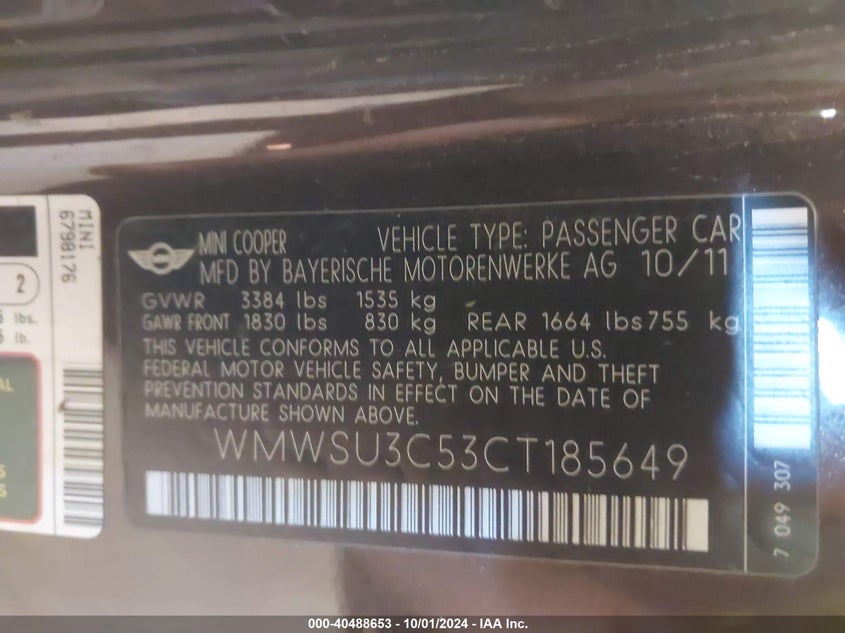 MINI
6798176
2
lbs.
lb.
AL
S
S
MINI COOPER VEHICLE TYPE: PASSENGER CAR
MFD BY BAYERISCHE MOTORENWERKE AG 10/11
GVWR 3384 lbs 1535 kg
GAWR FRONT 1830 lbs 830 kg REAR 1664 lbs 755 kg
THIS VEHICLE CONFORMS TO ALL APPLICABLE U.S.
FEDERAL MOTOR VEHICLE SAFETY, BUMPER AND THEFT
PREVENTION STANDARDS IN EFFECT ON THE DATE OF
MANUFACTURE SHOWN ABOVE.
WMWSU3C53CT185649
7 049 307
000-40488653 - 10/01/2024 - IAA Inc.